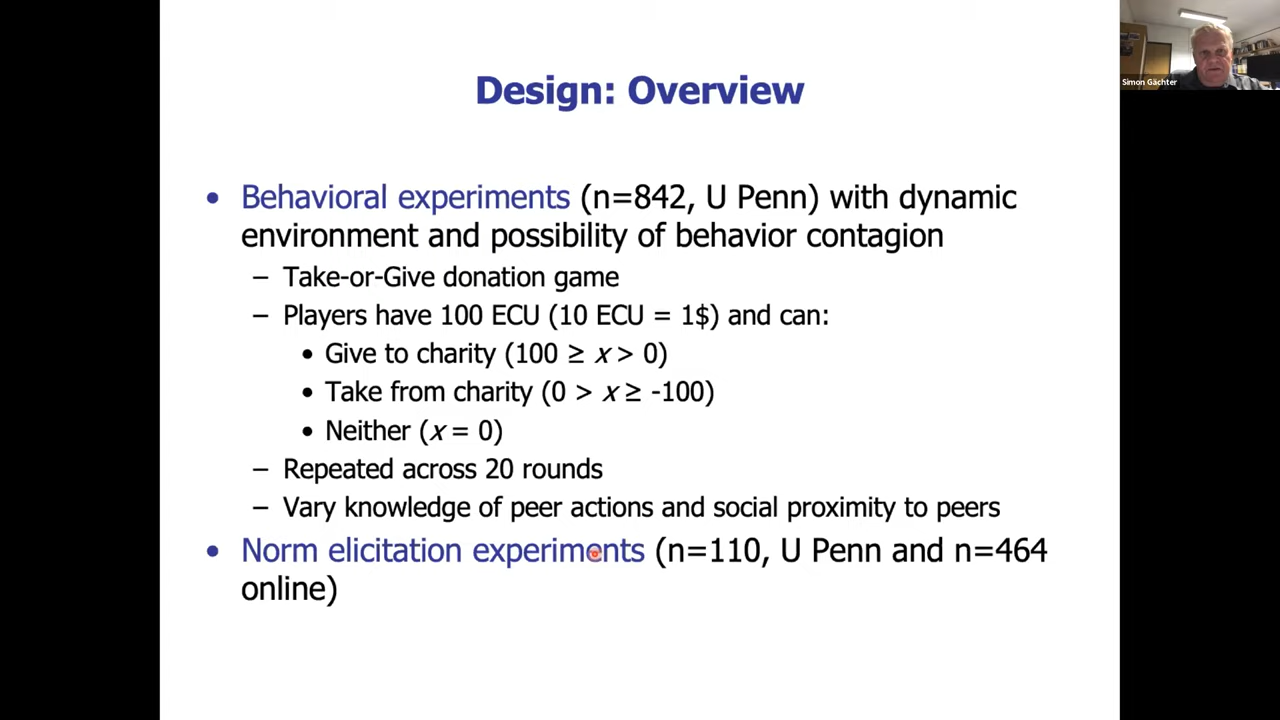 Design: Overview
Simon Gächter
• Behavioral experiments (n=842, U Penn) with dynamic
environment and possibility of behavior contagion
– Take-or-Give donation game
– Players have 100 ECU (10 ECU = 1$) and can:
• Give to charity (100 ≥ x > 0)
• Take from charity (0 > x ≥ -100)
• Neither (x = 0)
– Repeated across 20 rounds
– Vary knowledge of peer actions and social proximity to peers
• Norm elicitation experiments (n=110, U Penn and n=464
online)